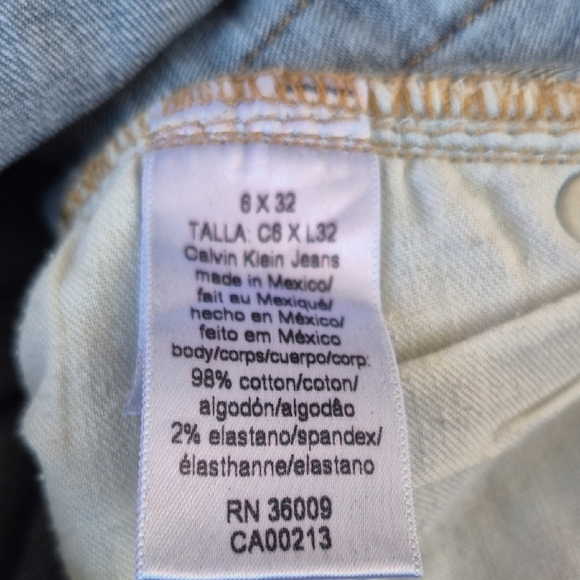 6 X 32
TALLA: C6 X L32
Calvin Klein Jeans
made in Mexico/
fait au Mexiqué/
hecho en México/
feito em México
body/corps/cuerpo/corp:
98% cotton/coton/
algodón/algodão
2% elastano/spandex/
élasthanne/elastano
RN 36009
CA00213